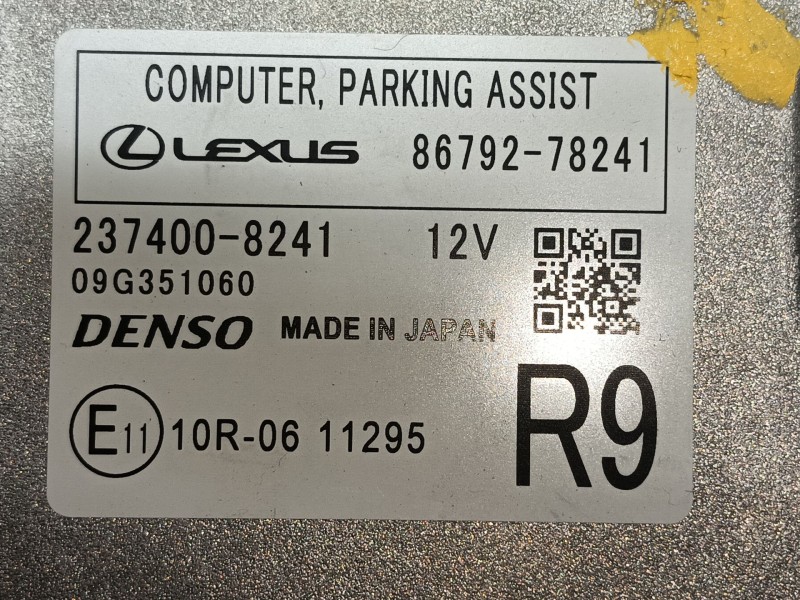 COMPUTER, PARKING ASSIST
LEXUS 86792-78241
237400-8241 12V
09G351060
DENSO MADE IN JAPAN
E11 10R-06 11295
R9